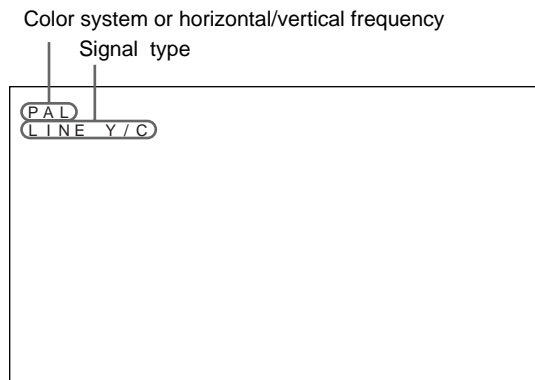 Color system or horizontal/vertical frequency
Signal type
PAL
LINE Y/C